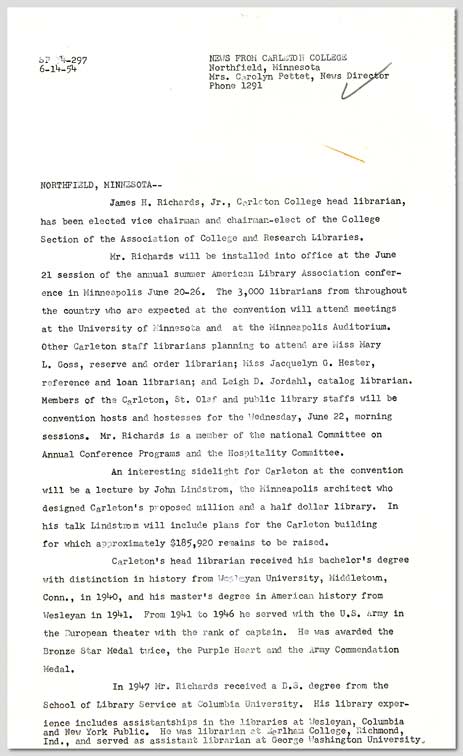 NEWS FROM CARLETON COLLEGE
6-14-54 Northfield, Minnesota
Mrs. Carolyn Pettet, News Director
Phone 1291
NORTHFIELD, MINNESOTA--
James H. Richards, Jr., Carleton College head librarian,
has been elected vice chairman and chairman-elect of the College
Section of the Association of College and Research Libraries.
Mr. Richards will be installed into office at the June
21 session of the annual summer American Library Association confer-
ence in Minneapolis June 20-26. The 3,000 librarians from throughout
the country who are expected at the convention will attend meetings
at the University of Minnesota and at the Minneapolis Auditorium.
Other Carleton staff librarians planning to attend are Miss Mary
L. Goss, reserve and order librarian; Miss Jacquelyn G. Hester,
reference and loan librarian; and Leigh D. Jordahl, catalog librarian.
Members of the Carleton, St. Olaf and public library staffs will be
convention hosts and hostesses for the Wednesday, June 22, morning
sessions. Mr. Richards is a member of the national Committee on
Annual Conference Programs and the Hospitality Committee.
An interesting sidelight for Carleton at the convention
will be a lecture by John Lindstrom, the Minneapolis architect who
designed Carleton's proposed million and a half dollar library. In
his talk Lindstrom will include plans for the Carleton building
for which approximately $185,920 remains to be raised.
Carleton's head librarian received his bachelor's degree
with distinction in history from Wesleyan University, Middletown,
Conn., in 1940, and his master's degree in American history from
Wesleyan in 1941. From 1941 to 1946 he served with the U.S. Army in
the European theater with the rank of captain. He was awarded the
Bronze Star Medal twice, the Purple Heart and the Army Commendation
Medal.
In 1947 Mr. Richards received a B.S. degree from the
School of Library Service at Columbia University. His library exper-
ience includes assistantships in the libraries at Wesleyan, Columbia
and New York Public. He was librarian at Earlham College, Richmond,
Ind., and served as assistant librarian at George Washington University.